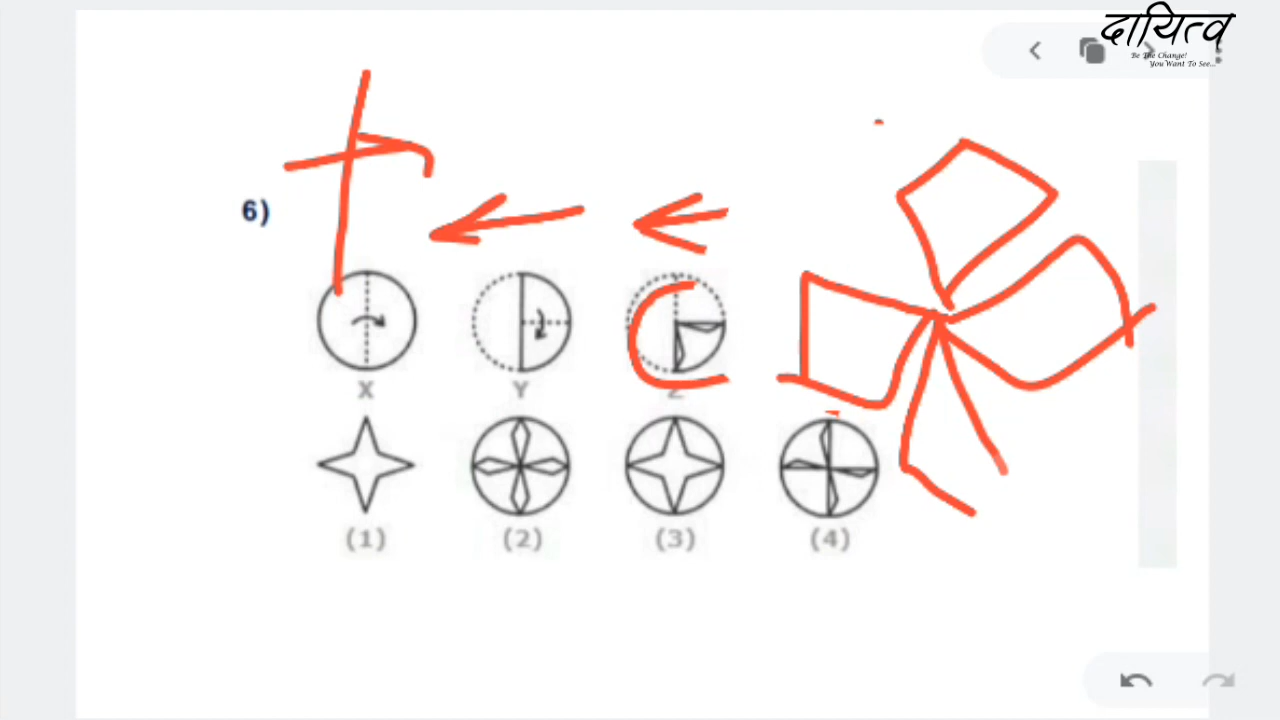 दायित्व
Be The Change!
You Want To See...
6)
X Y Z
(1) (2) (3) (4)